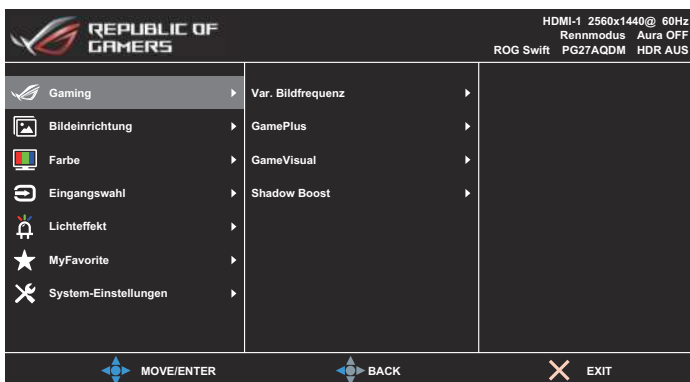 REPUBLIC OF
GAMERS
HDMI-1 2560x1440@ 60Hz
Rennmodus Aura OFF
ROG Swift PG27AQDM HDR AUS
Gaming
Bildeinrichtung
Farbe
Eingangswahl
Lichteffekt
MyFavorite
System-Einstellungen
Var. Bildfrequenz
GamePlus
GameVisual
Shadow Boost
MOVE/ENTER
BACK
EXIT